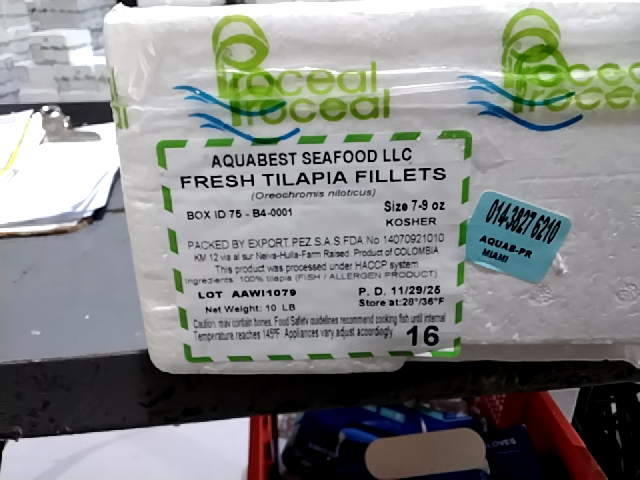 Proceal
Proceal
Proceal
Proceal
AQUABEST SEAFOOD LLC
FRESH TILAPIA FILLETS
(Oreochromis niloticus)
BOX ID 75 - B4-0001
Size 7-9 oz
KOSHER
PACKED BY EXPORT.PEZ S.A.S FDA No 14070921010
KM 12 via al sur Neiva-Huila-Farm Raised. Product of COLOMBIA
This product was processed under HACCP system
Ingredients: 100% tilapia (FISH / ALLERGEN PRODUCT)
LOT AAWI1079
P. D. 11/29/25
Net Weight: 10 LB
Store at:28°/36°F
Caution, may contain bones. Food Safety guidelines recommend cooking fish until internal
Temperature reaches 145°F. Appliances vary,adjust acoordingly
16
014-3827 6210
AQUAB-PR
MIAMI